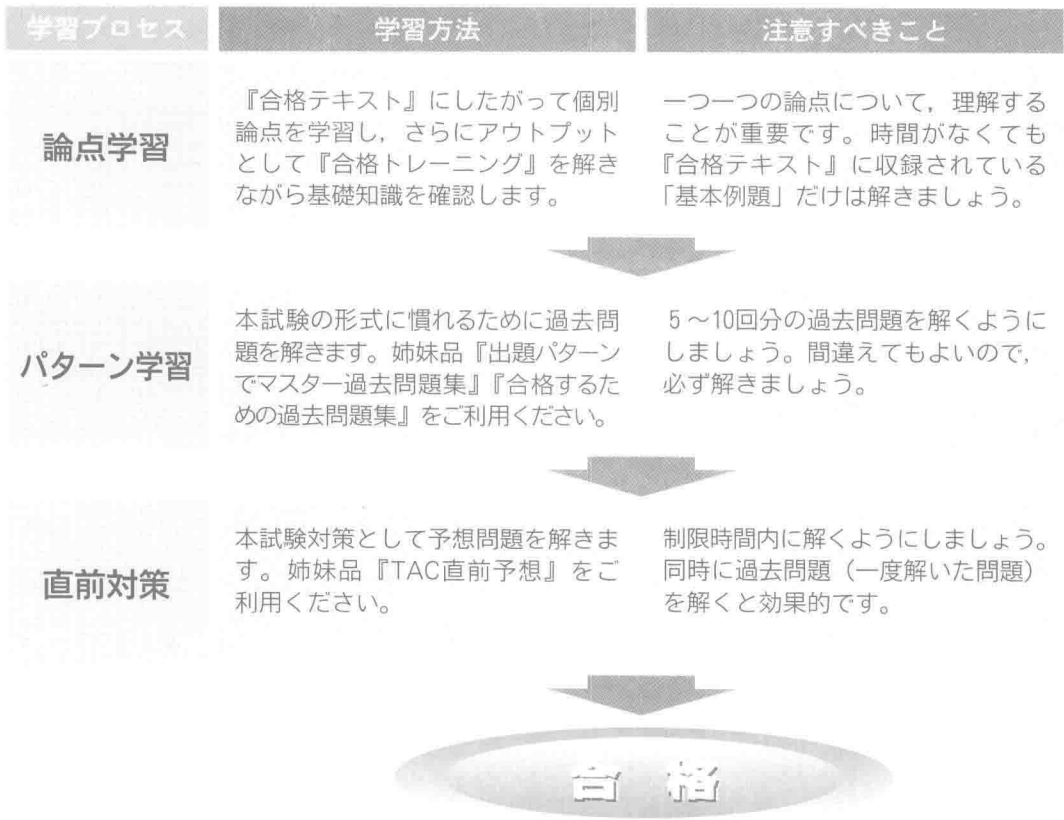 学習プロセス
学習方法
注意すべきこと
論点学習
『合格テキスト』にしたがって個別
論点を学習し，さらにアウトプット
として『合格トレーニング』を解き
ながら基礎知識を確認します。
一つ一つの論点について，理解する
ことが重要です。時間がなくても
『合格テキスト』に収録されている
「基本例題」だけは解きましょう。
パターン学習
本試験の形式に慣れるために過去問
題を解きます。姉妹品『出題パターン
でマスター過去問題集』『合格するた
めの過去問題集』をご利用ください。
5～10回分の過去問題を解くように
しましょう。間違えてもよいので，
必ず解きましょう。
直前対策
本試験対策として予想問題を解きま
す。姉妹品『TAC直前予想』をご
利用ください。
制限時間内に解くようにしましょう。
同時に過去問題（一度解いた問題）
を解くと効果的です。
合 格